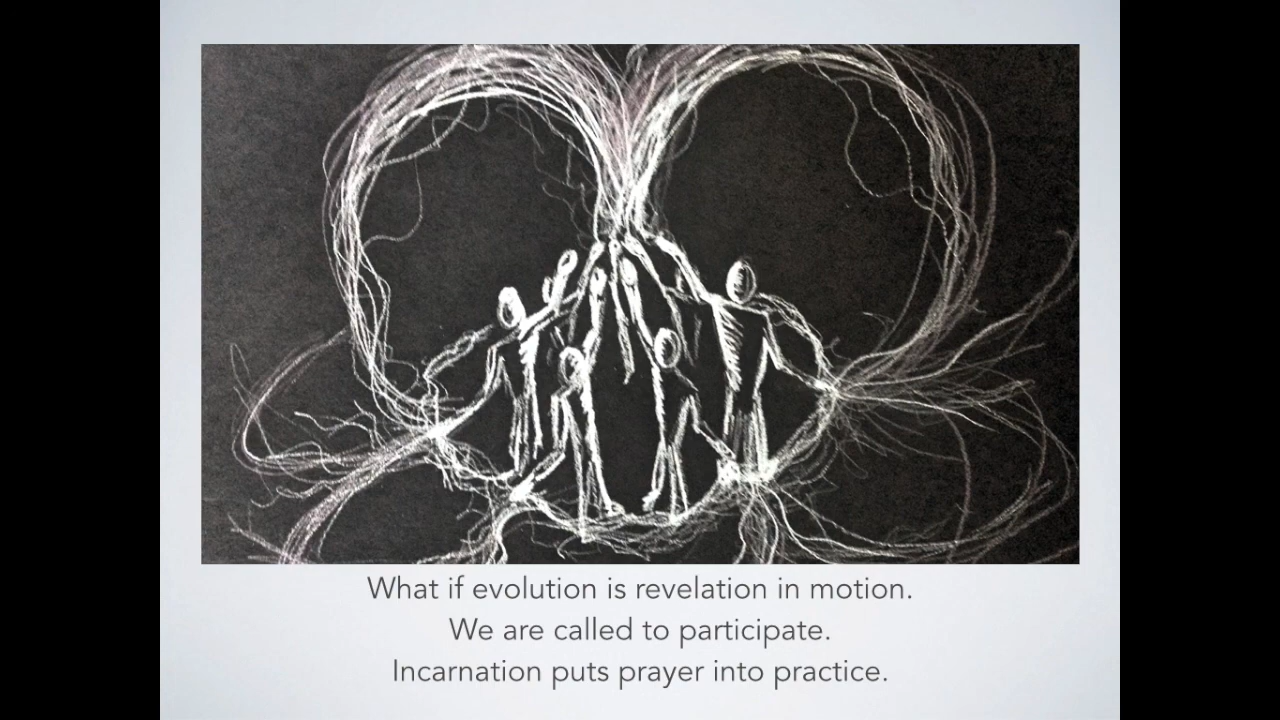 What if evolution is revelation in motion.
We are called to participate.
Incarnation puts prayer into practice.